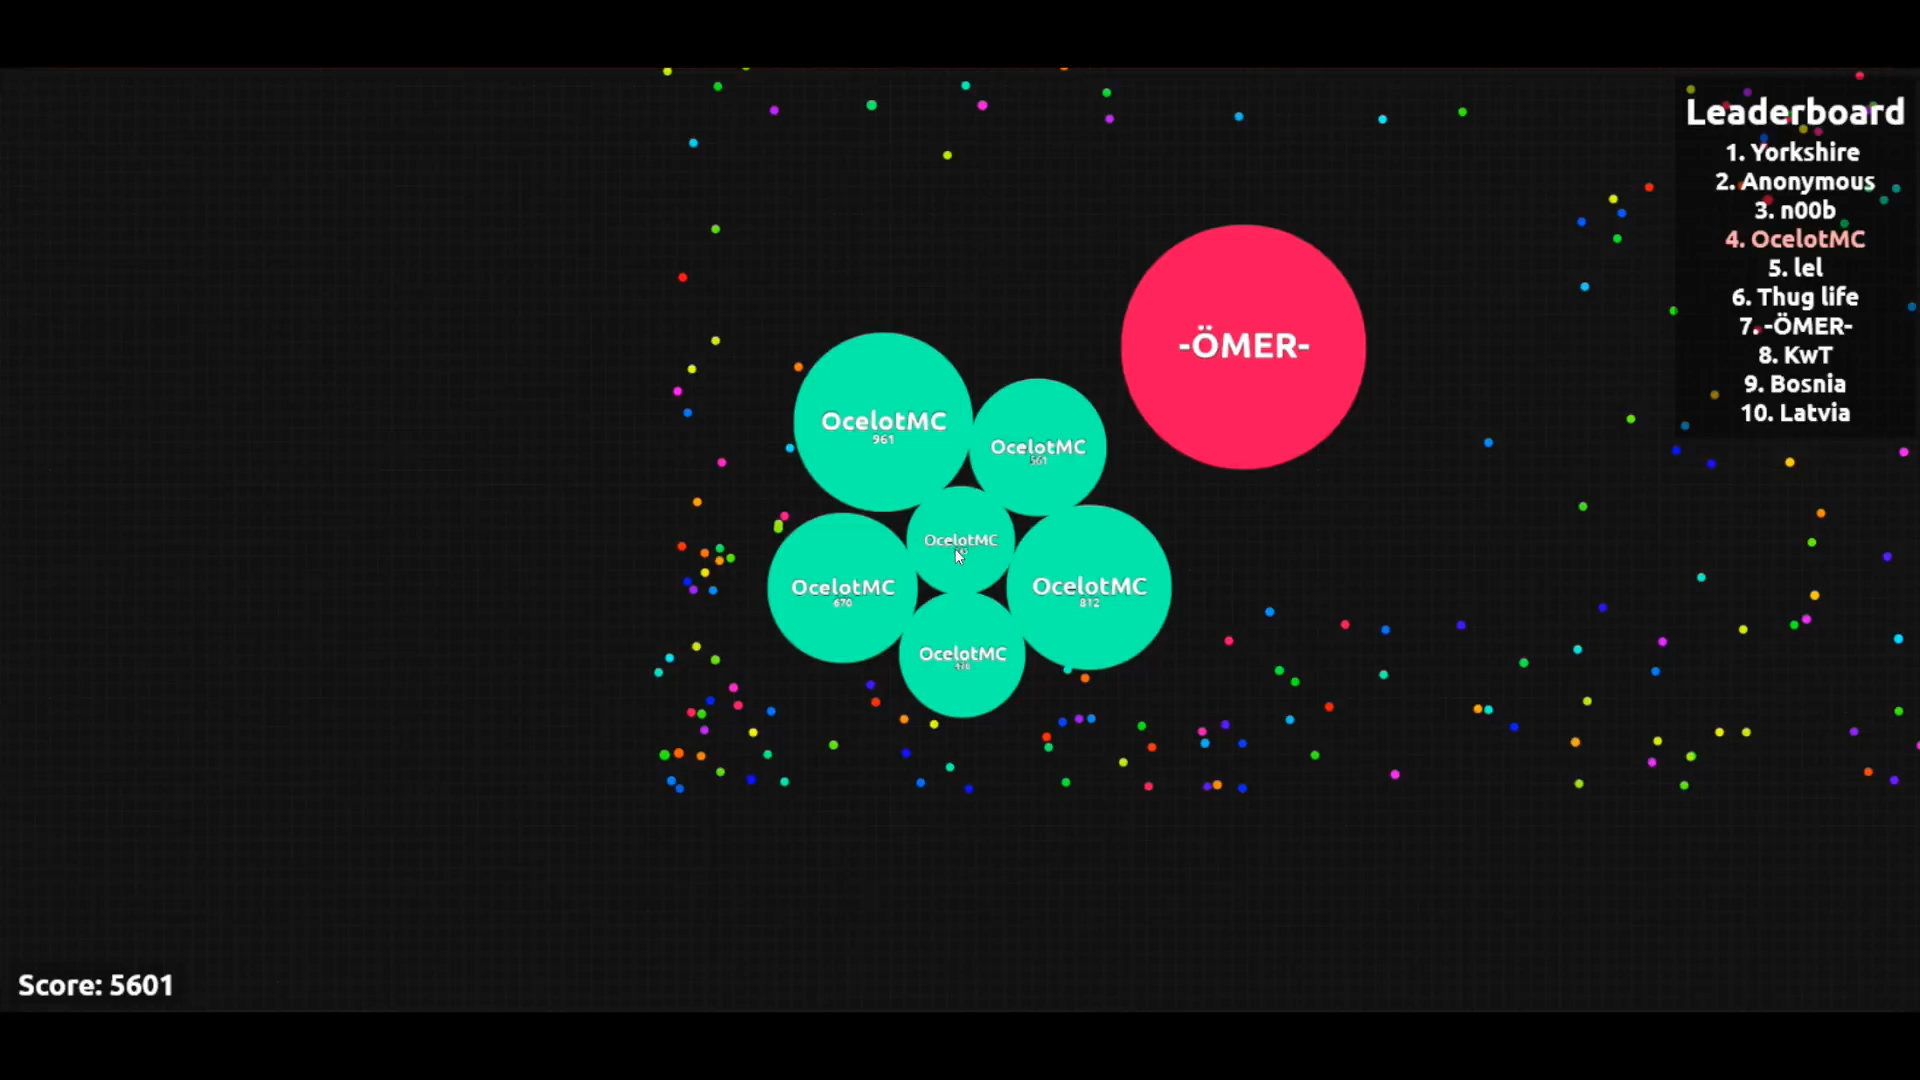 Leaderboard
1. Yorkshire
2. Anonymous
3. n00b
4. OcelotMC
5. lel
6. Thug life
7. -ÖMER-
8. KwT
9. Bosnia
10. Latvia
-ÖMER-
OcelotMC
961
OcelotMC
561
OcelotMC
OcelotMC
670
OcelotMC
812
OcelotMC
Score: 5601